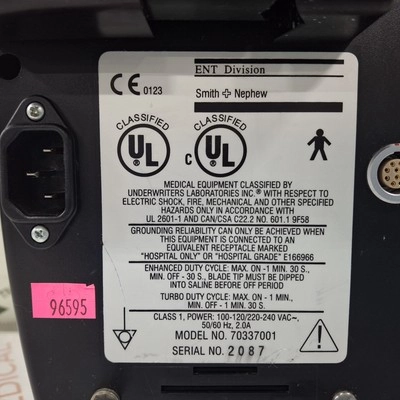 ENT Division
CE 0123
Smith + Nephew
CLASSIFIED
UL
CLASSIFIED
C UL
MEDICAL EQUIPMENT CLASSIFIED BY
UNDERWRITERS LABORATORIES INC.® WITH RESPECT TO
ELECTRIC SHOCK, FIRE, MECHANICAL AND OTHER SPECIFIED
HAZARDS ONLY IN ACCORDANCE WITH
UL 2601-1 AND CAN/CSA C22.2 NO. 601.1 9F58
GROUNDING RELIABILITY CAN ONLY BE ACHIEVED WHEN
THIS EQUIPMENT IS CONNECTED TO AN
EQUIVALENT RECEPTACLE MARKED
"HOSPITAL ONLY" OR "HOSPITAL GRADE" E166966
ENHANCED DUTY CYCLE: MAX. ON -1 MIN. 30 S.,
MIN. OFF - 30 S., BLADE TIP MUST BE DIPPED
INTO SALINE BEFORE OFF PERIOD
TURBO DUTY CYCLE: MAX. ON - 1 MIN.,
MIN. OFF - 1 MIN. 30 S.
CLASS 1, POWER: 100-120/220-240 VAC~,
50/60 Hz, 2.0A
MODEL NO. 70337001
SERIAL NO. 2087
96595